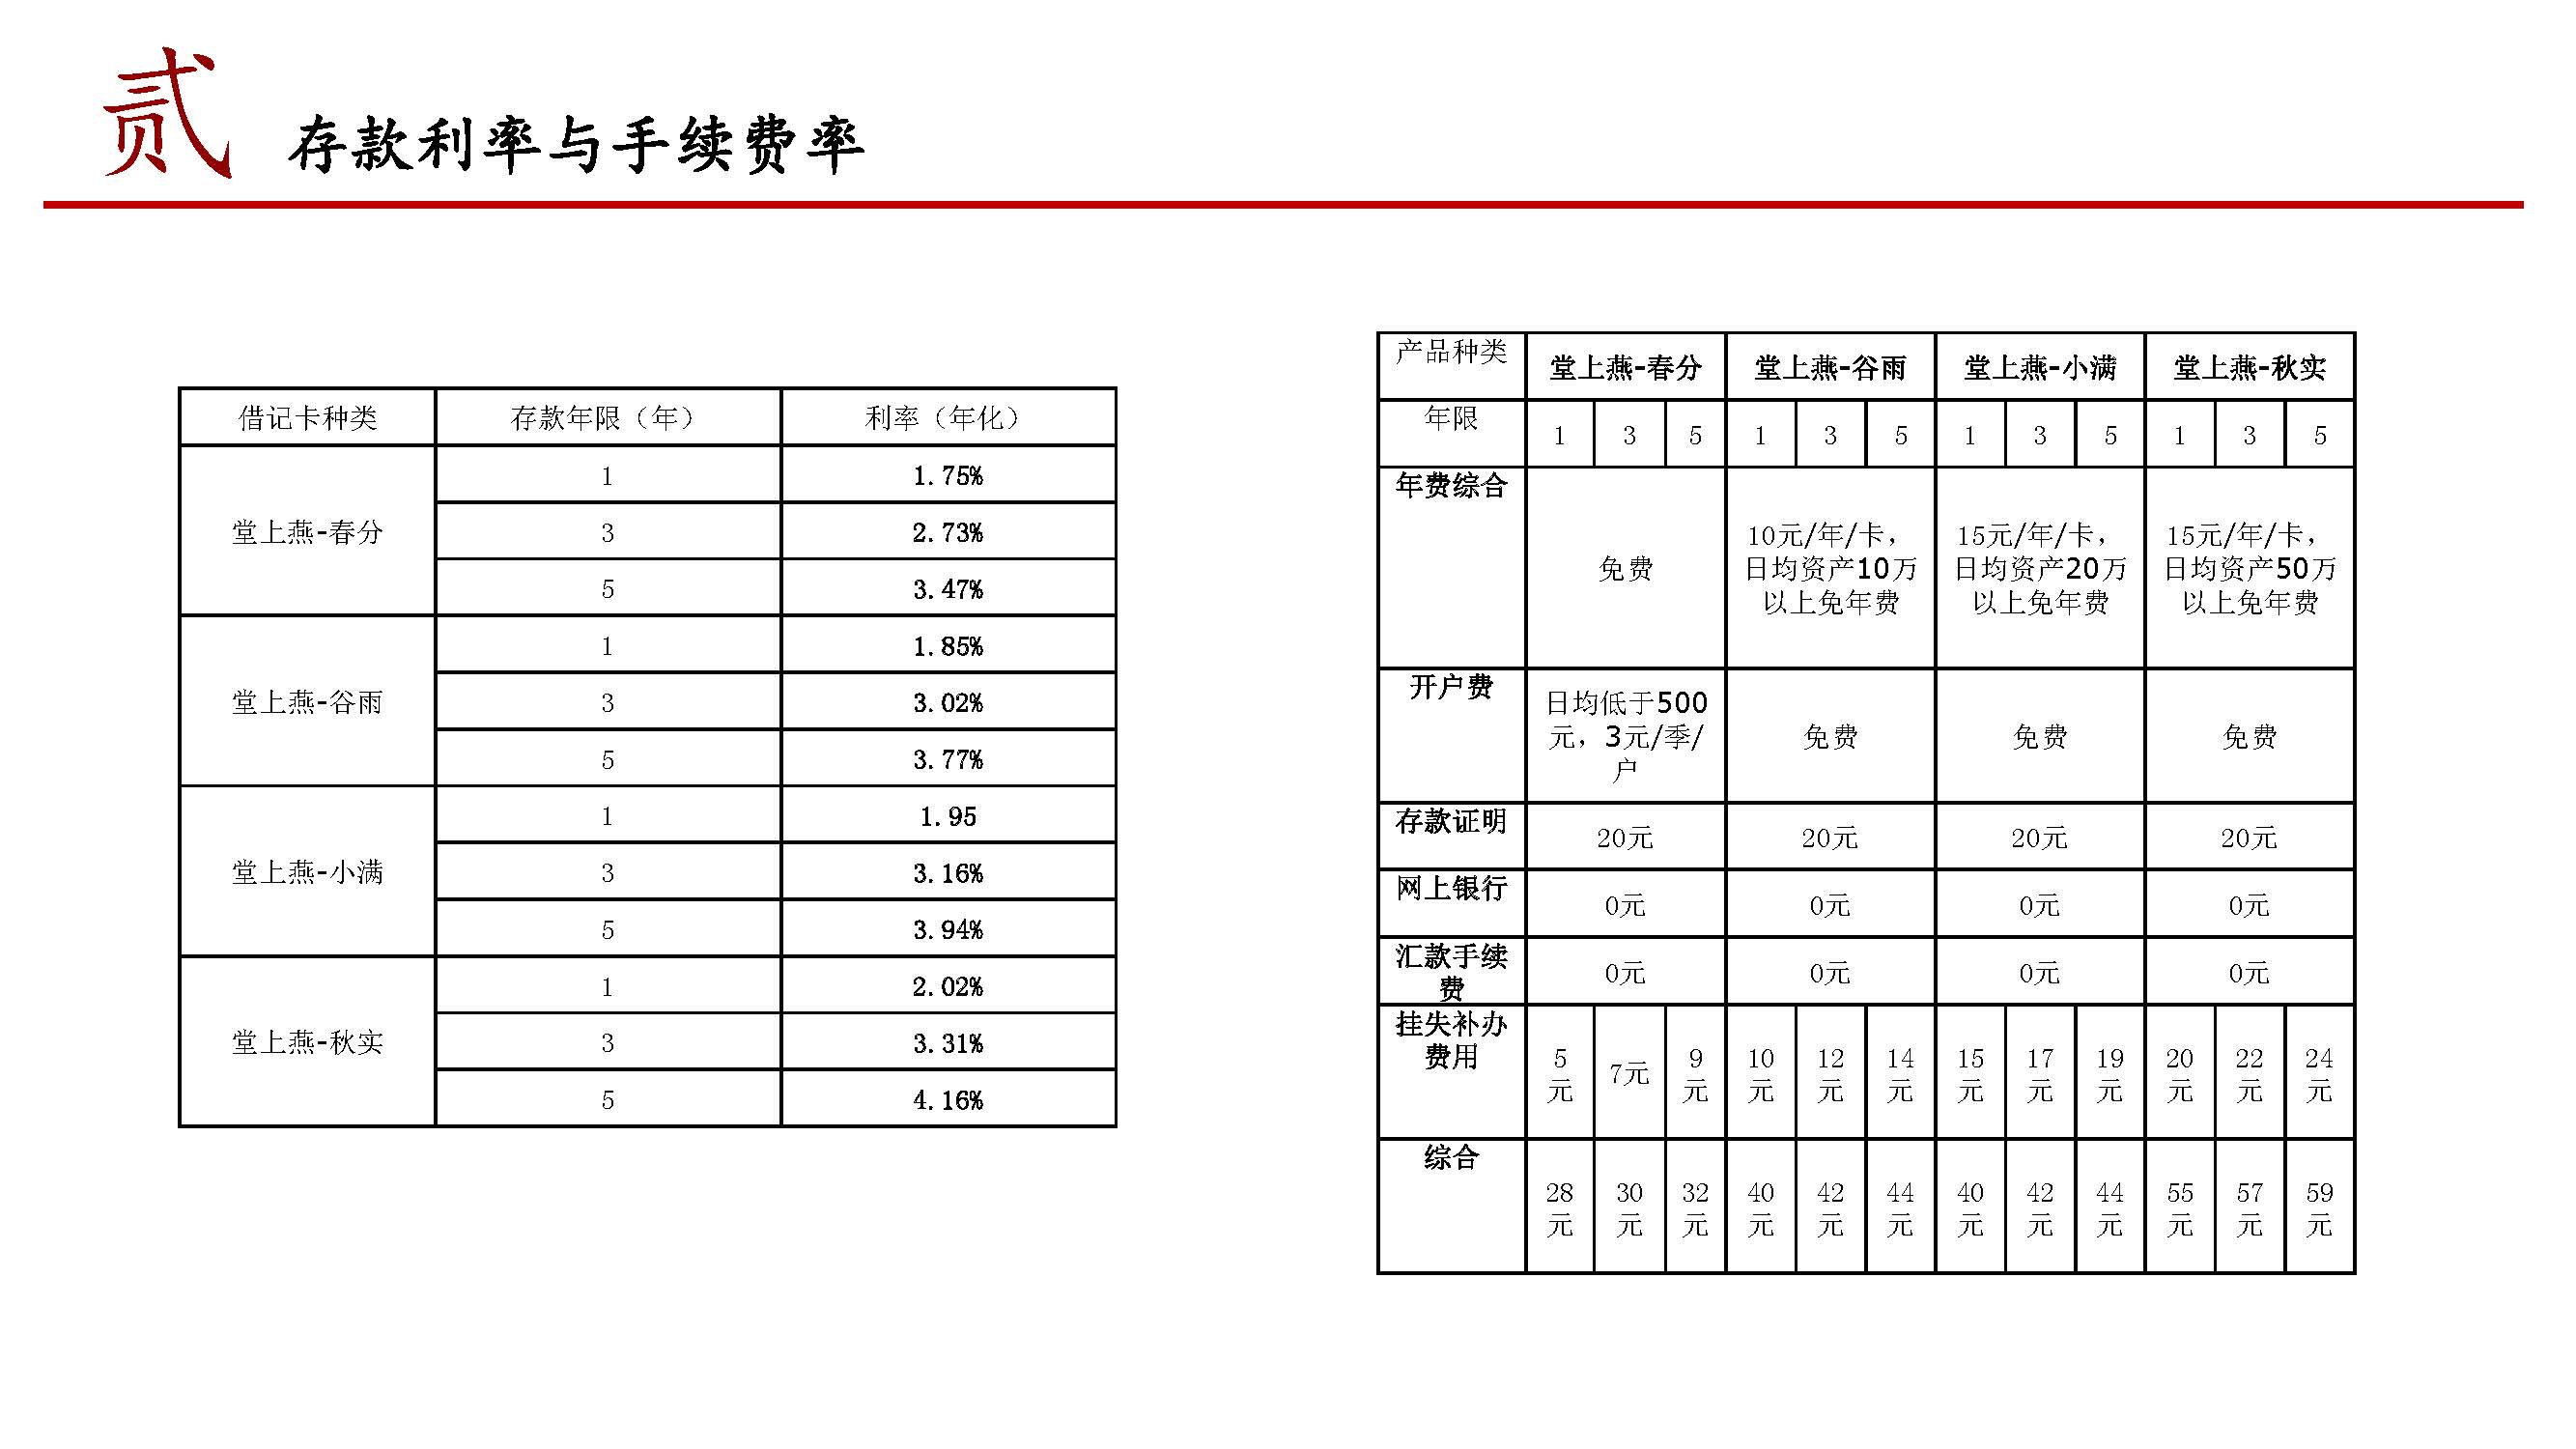 贰 存款利率与手续费率
借记卡种类 存款年限（年） 利率（年化）
堂上燕-春分
1 1.75%
3 2.73%
5 3.47%
堂上燕-谷雨
1 1.85%
3 3.02%
5 3.77%
堂上燕-小满
1 1.95
3 3.16%
5 3.94%
堂上燕-秋实
1 2.02%
3 3.31%
5 4.16%
产品种类 堂上燕-春分 堂上燕-谷雨 堂上燕-小满 堂上燕-秋实
年限 1 3 5 1 3 5 1 3 5 1 3 5
年费综合
免费
10元/年/卡，
日均资产10万
以上免年费
15元/年/卡，
日均资产20万
以上免年费
15元/年/卡，
日均资产50万
以上免年费
开户费
日均低于500
元，3元/季/
户
免费 免费 免费
存款证明 20元 20元 20元 20元
网上银行 0元 0元 0元 0元
汇款手续
费
0元 0元 0元 0元
挂失补办
费用
5元 7元 9元 10元 12元 14元 15元 17元 19元 20元 22元 24元
综合
28元 30元 32元 40元 42元 44元 40元 42元 44元 55元 57元 59元